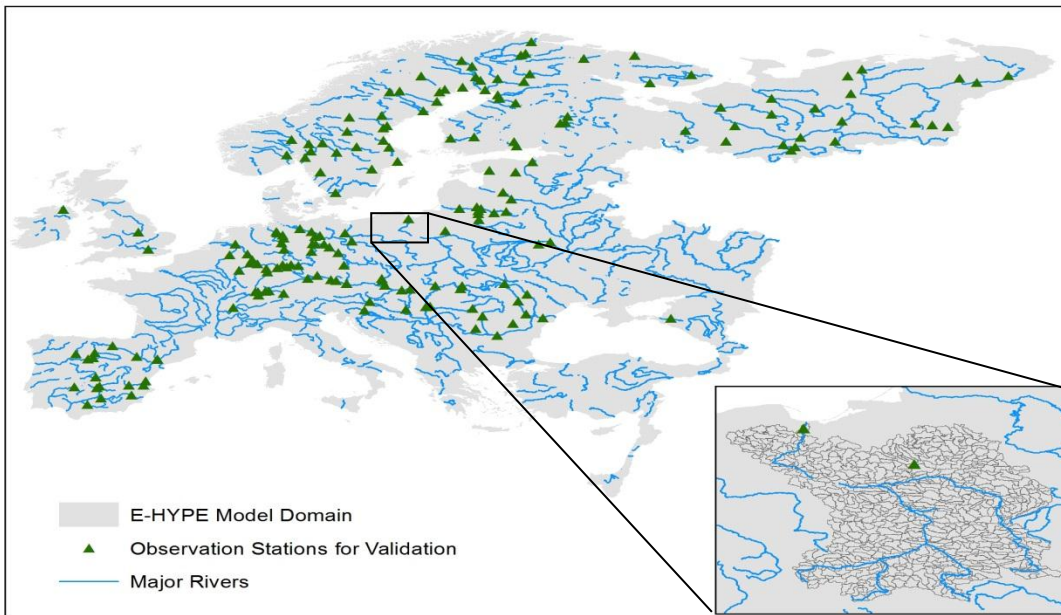 E-HYPE Model Domain
Observation Stations for Validation
Major Rivers